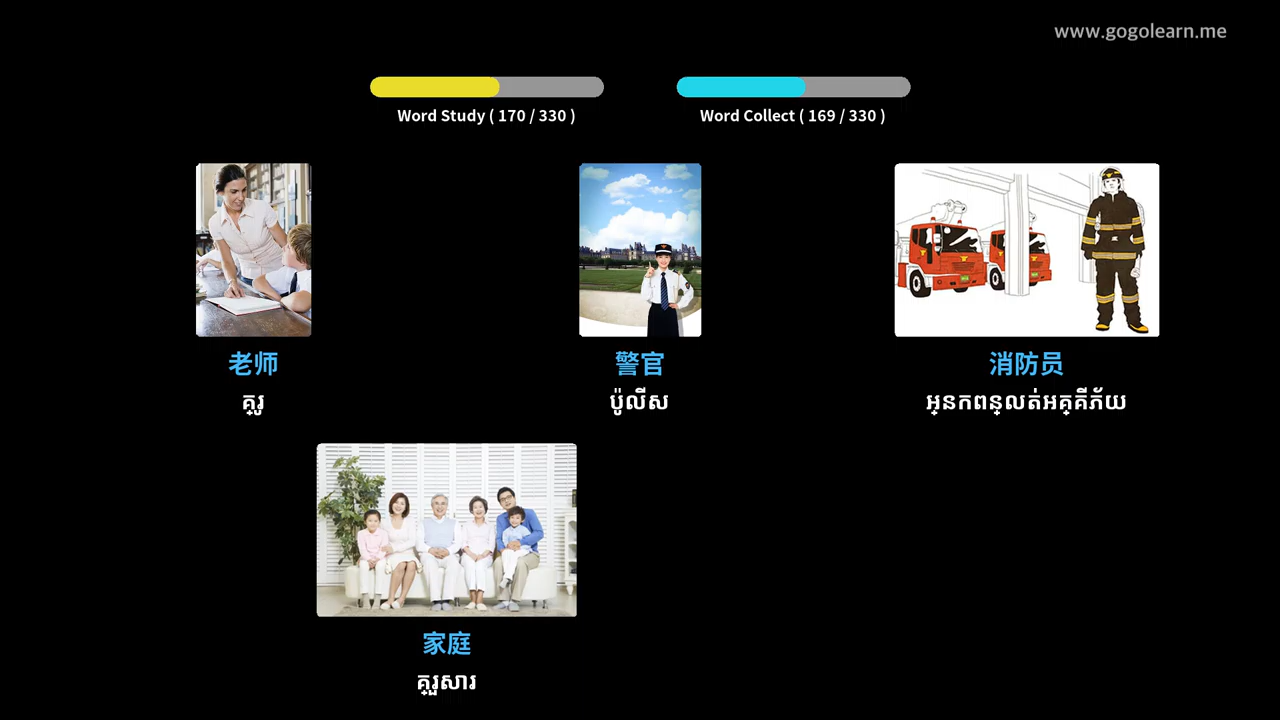 www.gogolearn.me
Word Study ( 170 / 330 )
Word Collect ( 169 / 330 )
老师
គ្រូ
警官
ប៉ូលីស
消防员
អ្នកពន្លត់អគ្គីភ័យ
家庭
គ្រួសារ